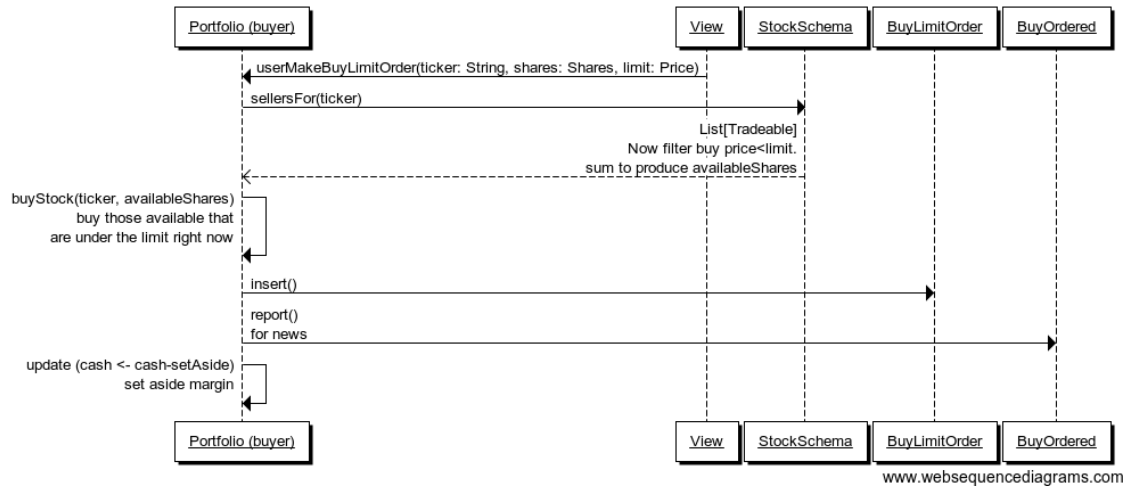 Portfolio (buyer) View StockSchema BuyLimitOrder BuyOrdered
userMakeBuyLimitOrder(ticker: String, shares: Shares, limit: Price)
sellersFor(ticker)
List[Tradeable]
Now filter buy price<limit.
sum to produce availableShares
buyStock(ticker, availableShares)
buy those available that
are under the limit right now
insert()
report()
for news
update (cash <- cash-setAside)
set aside margin
Portfolio (buyer) View StockSchema BuyLimitOrder BuyOrdered
www.websequencediagrams.com